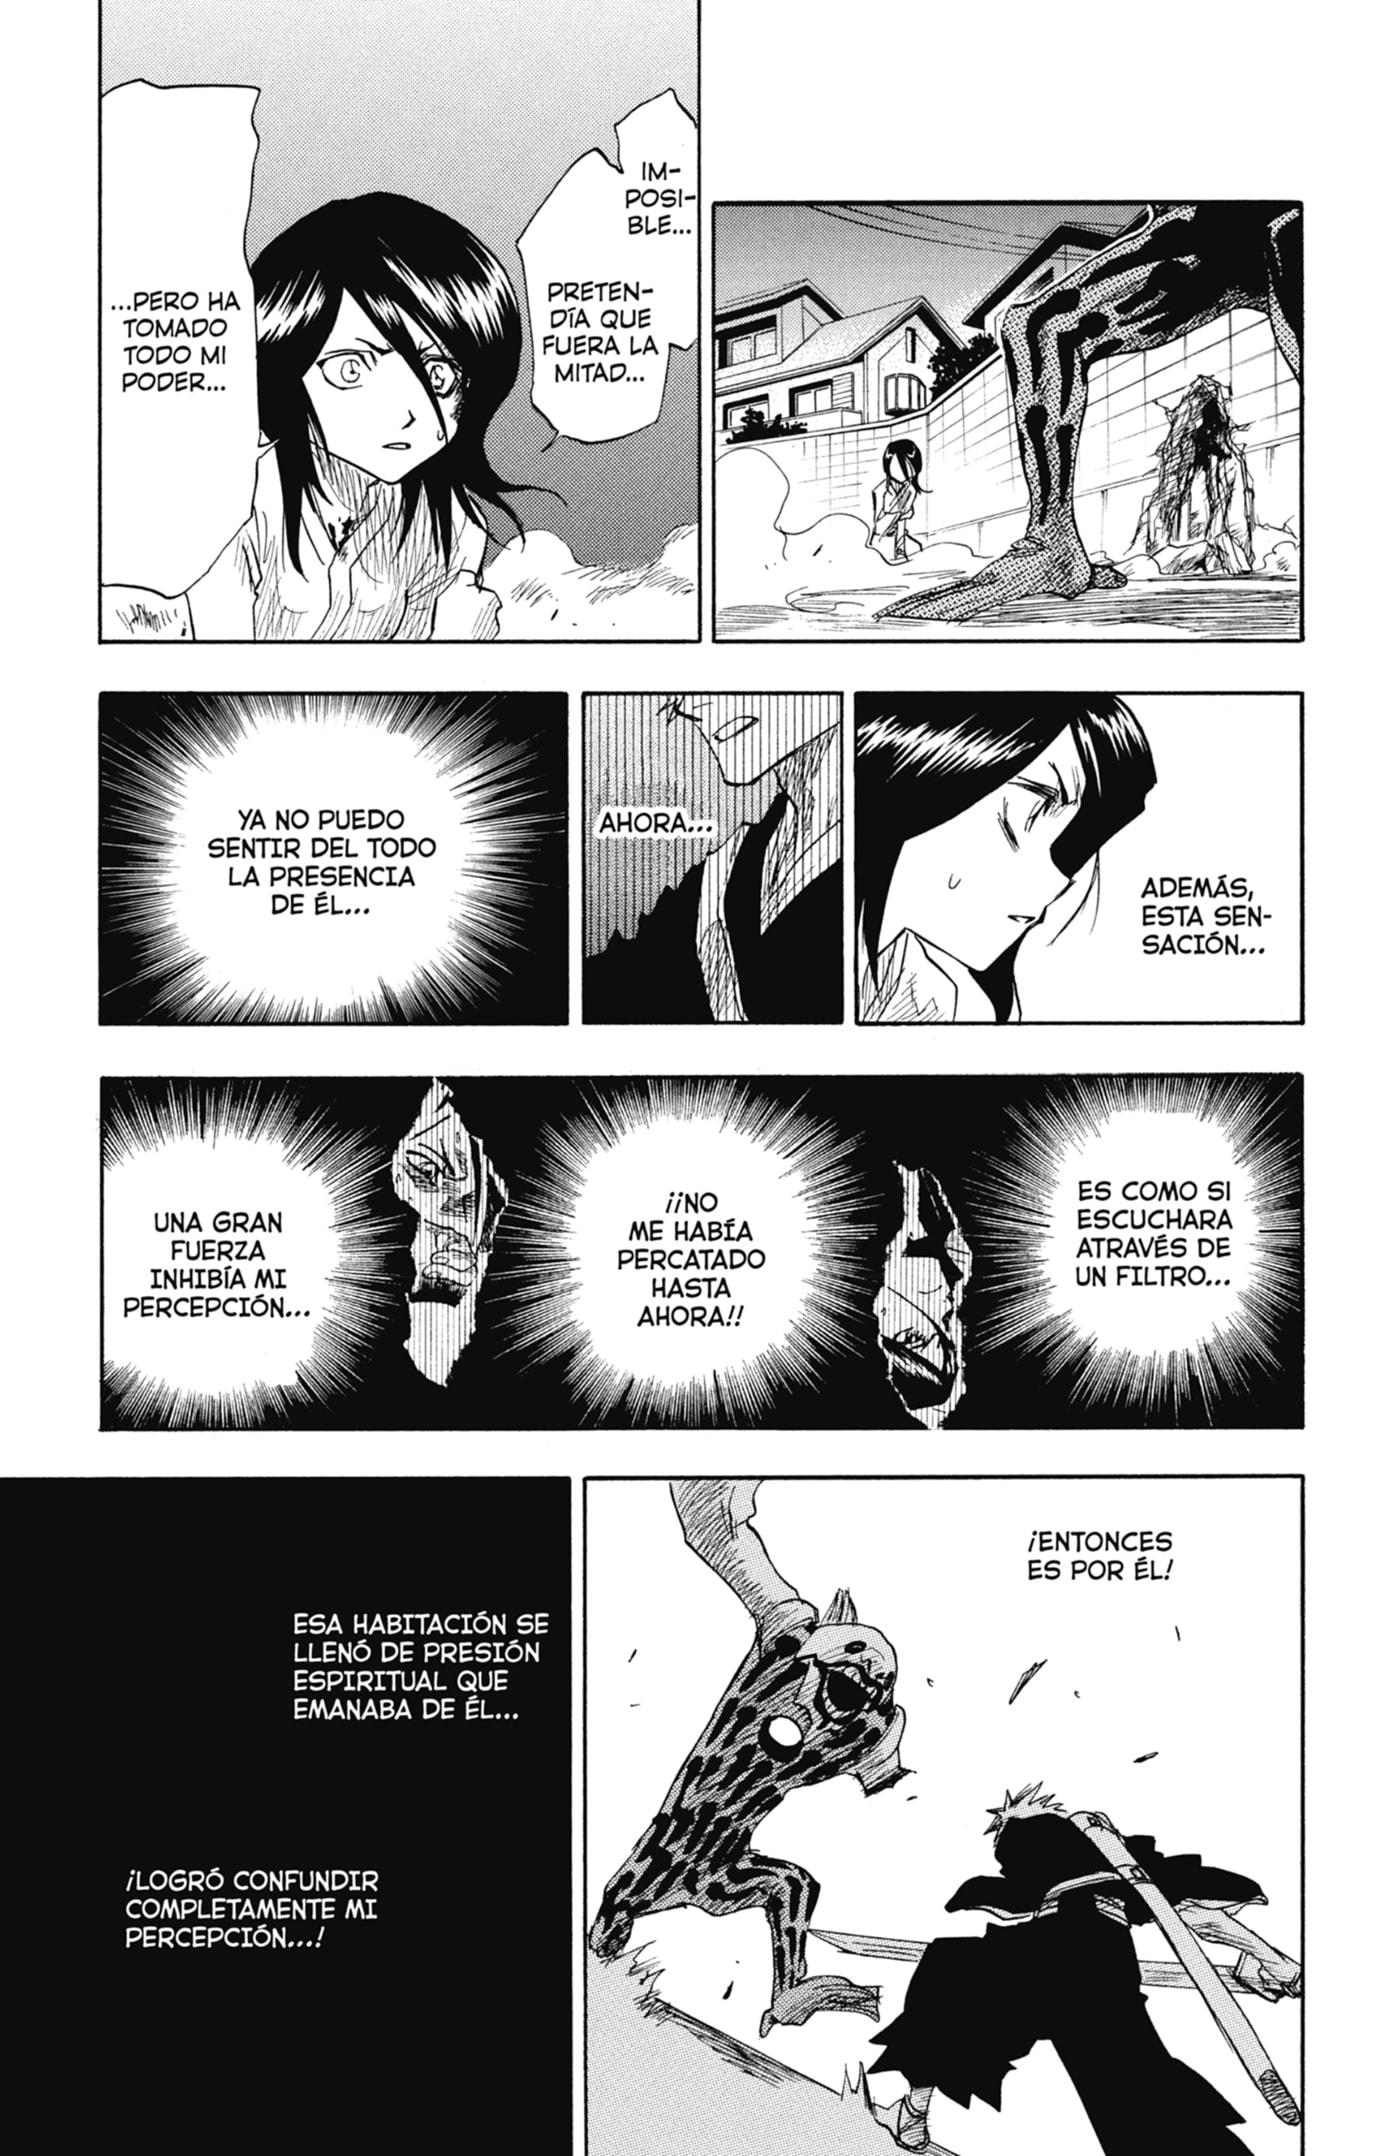 IM-
POSI-
BLE...
PRETEN-
DÍA QUE
FUERA LA
MITAD...
...PERO HA
TOMADO
TODO MI
PODER...
ADEMÁS,
ESTA SEN-
SACIÓN...
AHORA...
YA NO PUEDO
SENTIR DEL TODO
LA PRESENCIA
DE ÉL...
ES COMO SI
ESCUCHARA
ATRAVÉS DE
UN FILTRO...
¡¡NO
ME HABÍA
PERCATADO
HASTA
AHORA!!
UNA GRAN
FUERZA
INHIBÍA MI
PERCEPCIÓN...
¡ENTONCES
ES POR ÉL!
ESA HABITACIÓN SE
LLENÓ DE PRESIÓN
ESPIRITUAL QUE
EMANABA DE ÉL...
¡LOGRÓ CONFUNDIR
COMPLETAMENTE MI
PERCEPCIÓN...!